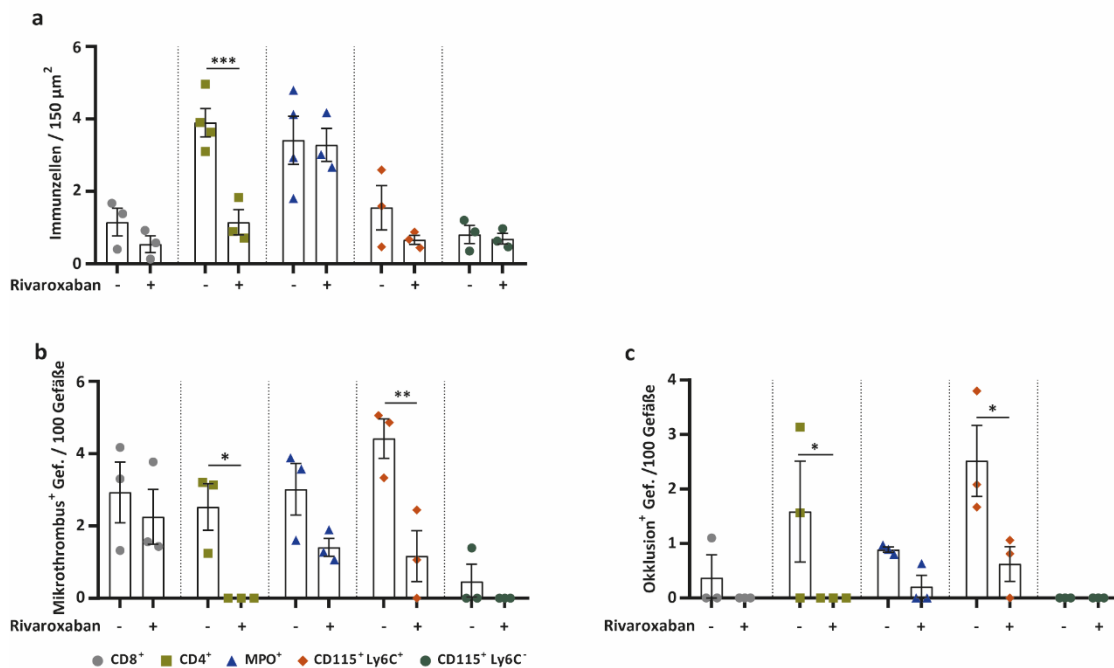 a
Immunzellen / 150 µm²
6
4
2
0
***
Rivaroxaban - + - + - + - + - +
b
Mikrothrombus⁺ Gef. / 100 Gefäße
6
4
2
0
*
**
Rivaroxaban - + - + - + - + - +
c
Okklusion⁺ Gef. /100 Gefäße
4
3
2
1
0
*
*
Rivaroxaban - + - + - + - + - +
CD8⁺ CD4⁺ MPO⁺ CD115⁺ Ly6C⁺ CD115⁺ Ly6C⁻